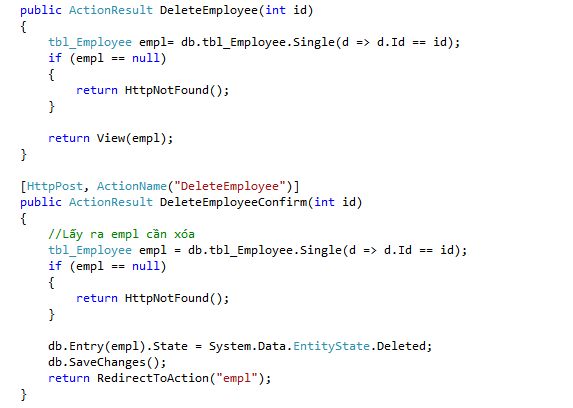 public ActionResult DeleteEmployee(int id)
{
    tbl_Employee empl= db.tbl_Employee.Single(d => d.Id == id);
    if (empl == null)
    {
        return HttpNotFound();
    }

    return View(empl);
}

[HttpPost, ActionName("DeleteEmployee")]
public ActionResult DeleteEmployeeConfirm(int id)
{
    //Lấy ra empl cần xóa
    tbl_Employee empl = db.tbl_Employee.Single(d => d.Id == id);
    if (empl == null)
    {
        return HttpNotFound();
    }

    db.Entry(empl).State = System.Data.EntityState.Deleted;
    db.SaveChanges();
    return RedirectToAction("empl");
}